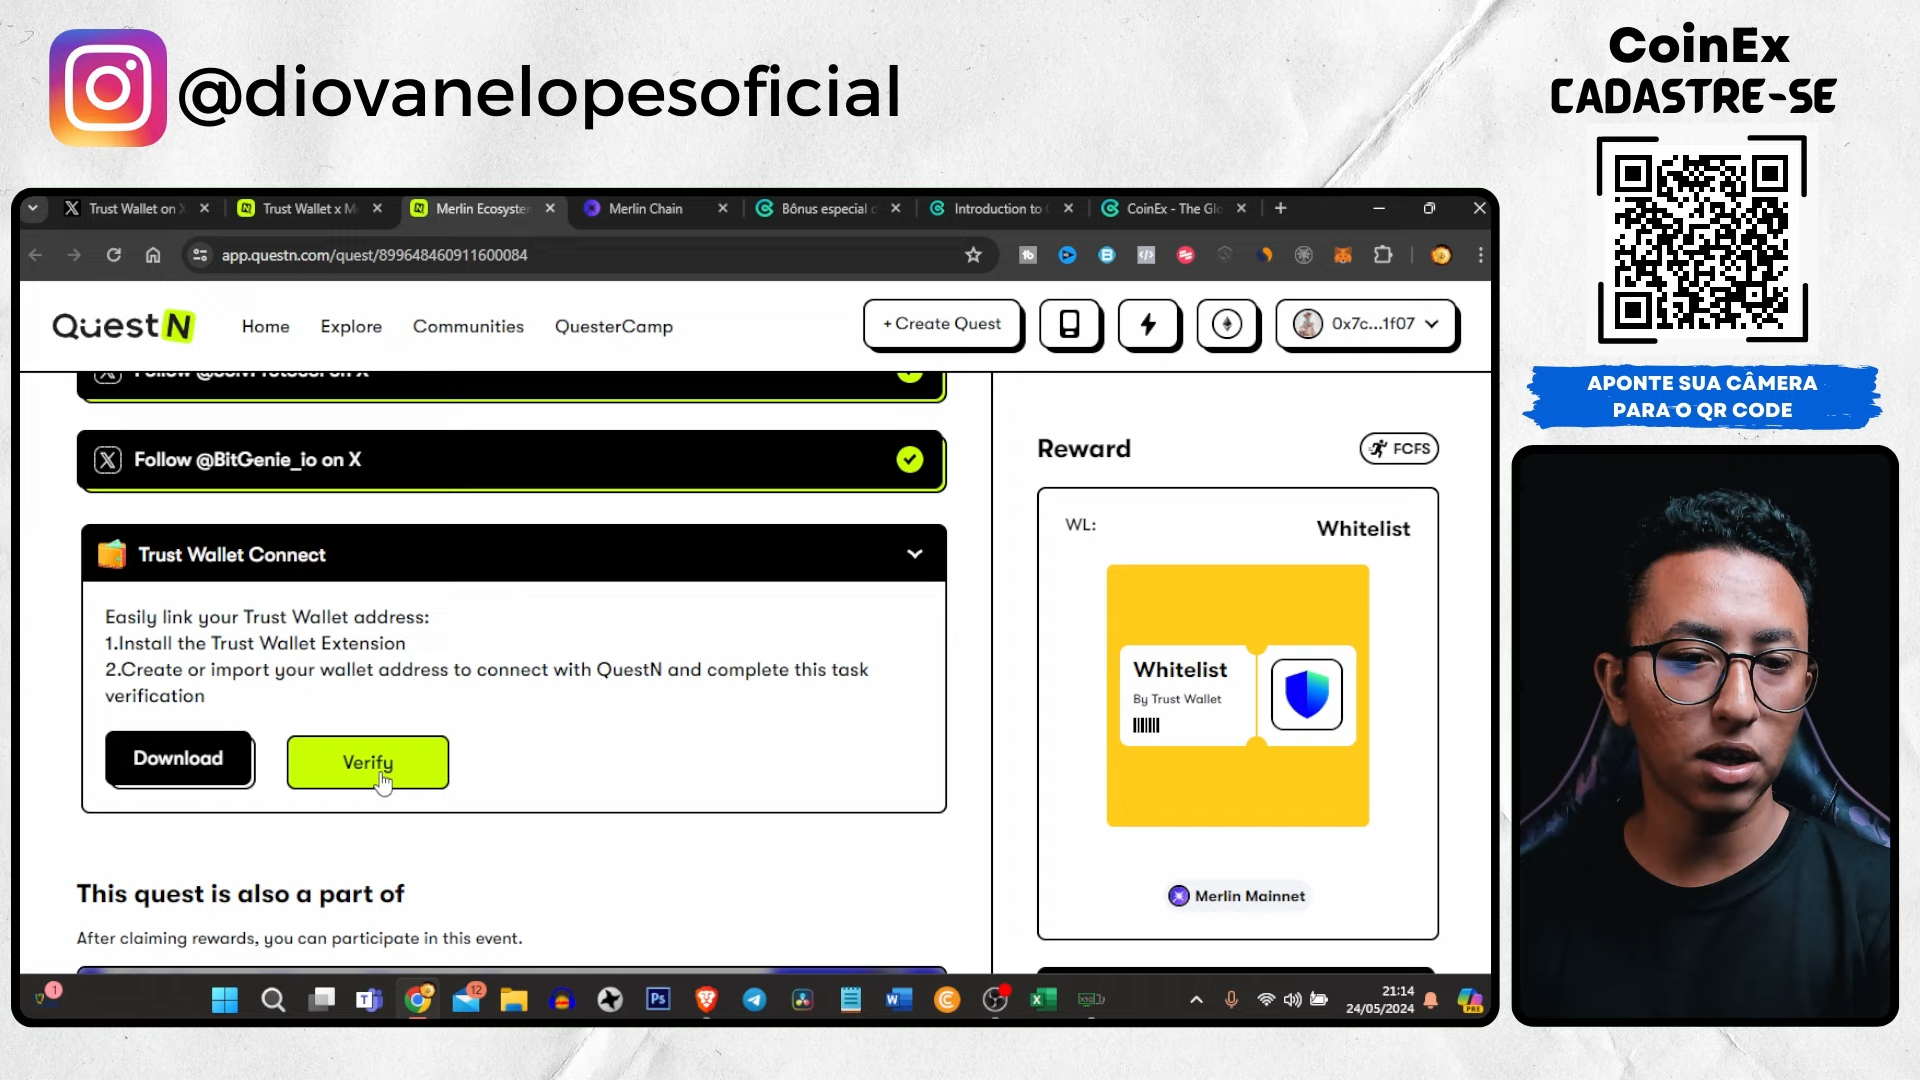 @diovanelopesoficial
CoinEx
CADASTRE-SE
APONTE SUA CÂMERA
PARA O QR CODE
Trust Wallet on X
Trust Wallet x M
Merlin Ecosyste
Merlin Chain
Bônus especial d
Introduction to
CoinEx - The Glo
app.questn.com/quest/899648460911600084
QuestN
Home
Explore
Communities
QuesterCamp
+ Create Quest
0x7c...1f07
Follow @BitGenie_io on X
Trust Wallet Connect
Easily link your Trust Wallet address:
1.Install the Trust Wallet Extension
2.Create or import your wallet address to connect with QuestN and complete this task
verification
Download
Verify
This quest is also a part of
After claiming rewards, you can participate in this event.
Reward
FCFS
WL:
Whitelist
Whitelist
By Trust Wallet
Merlin Mainnet
1
12
Ps
21:14
24/05/2024
PRE